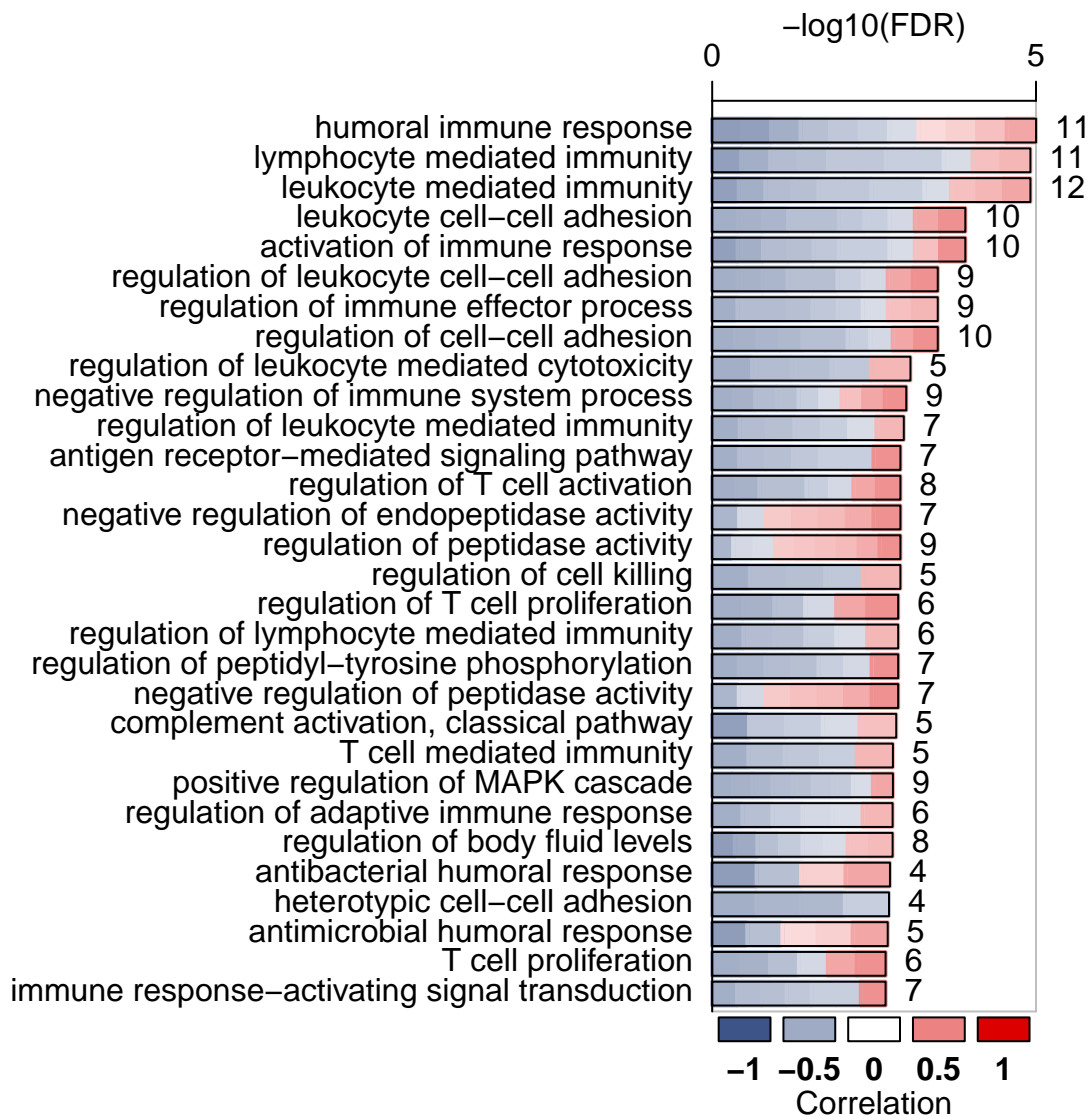 −log10(FDR)
0 5
humoral immune response 11
lymphocyte mediated immunity 11
leukocyte mediated immunity 12
leukocyte cell−cell adhesion 10
activation of immune response 10
regulation of leukocyte cell−cell adhesion 9
regulation of immune effector process 9
regulation of cell−cell adhesion 10
regulation of leukocyte mediated cytotoxicity 5
negative regulation of immune system process 9
regulation of leukocyte mediated immunity 7
antigen receptor−mediated signaling pathway 7
regulation of T cell activation 8
negative regulation of endopeptidase activity 7
regulation of peptidase activity 9
regulation of cell killing 5
regulation of T cell proliferation 6
regulation of lymphocyte mediated immunity 6
regulation of peptidyl−tyrosine phosphorylation 7
negative regulation of peptidase activity 7
complement activation, classical pathway 5
T cell mediated immunity 5
positive regulation of MAPK cascade 9
regulation of adaptive immune response 6
regulation of body fluid levels 8
antibacterial humoral response 4
heterotypic cell−cell adhesion 4
antimicrobial humoral response 5
T cell proliferation 6
immune response−activating signal transduction 7
−1 −0.5 0 0.5 1
Correlation